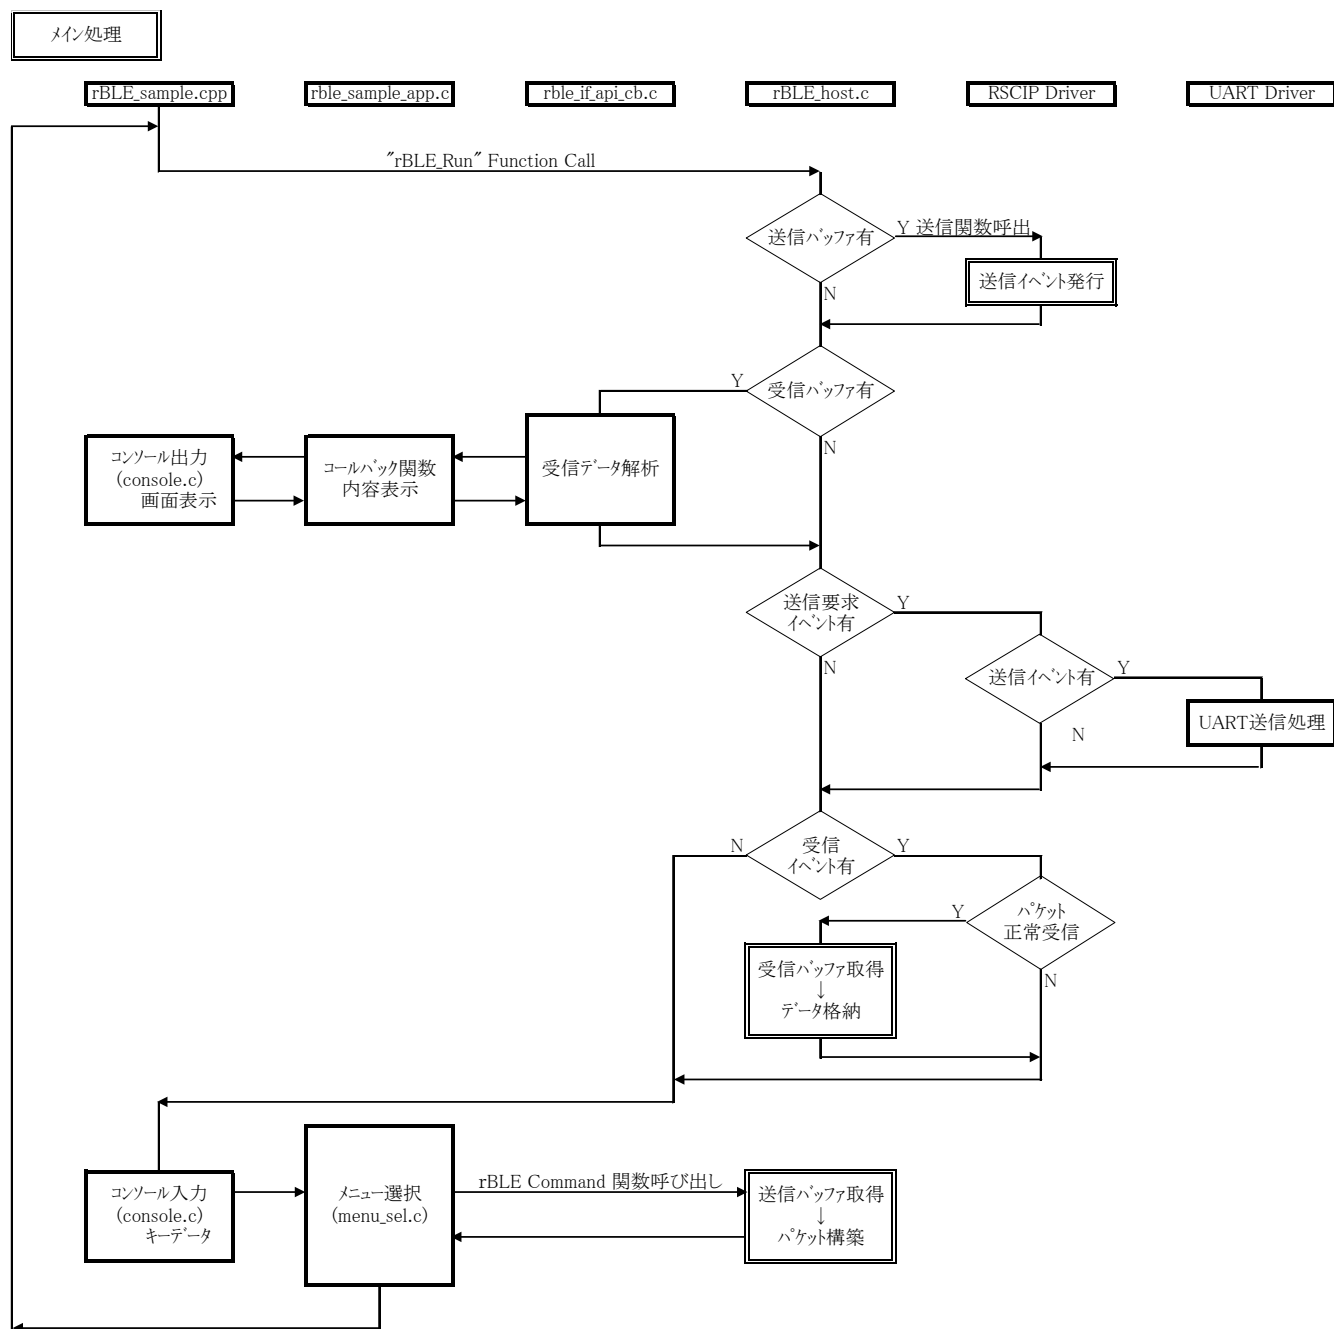 メイン処理
rBLE_sample.cpp
rble_sample_app.c
rble_if_api_cb.c
rBLE_host.c
RSCIP Driver
UART Driver
"rBLE_Run" Function Call
送信バッファ有
Y 送信関数呼出
送信イベント発行
N
受信バッファ有
Y
N
コンソール出力
(console.c)
画面表示
コールバック関数
内容表示
受信データ解析
送信要求
イベント有
Y
N
送信イベント有
Y
N
UART送信処理
受信
イベント有
N
Y
パケット
正常受信
Y
N
受信バッファ取得
↓
データ格納
コンソール入力
(console.c)
キーデータ
メニュー選択
(menu_sel.c)
rBLE Command 関数呼び出し
送信バッファ取得
↓
パケット構築